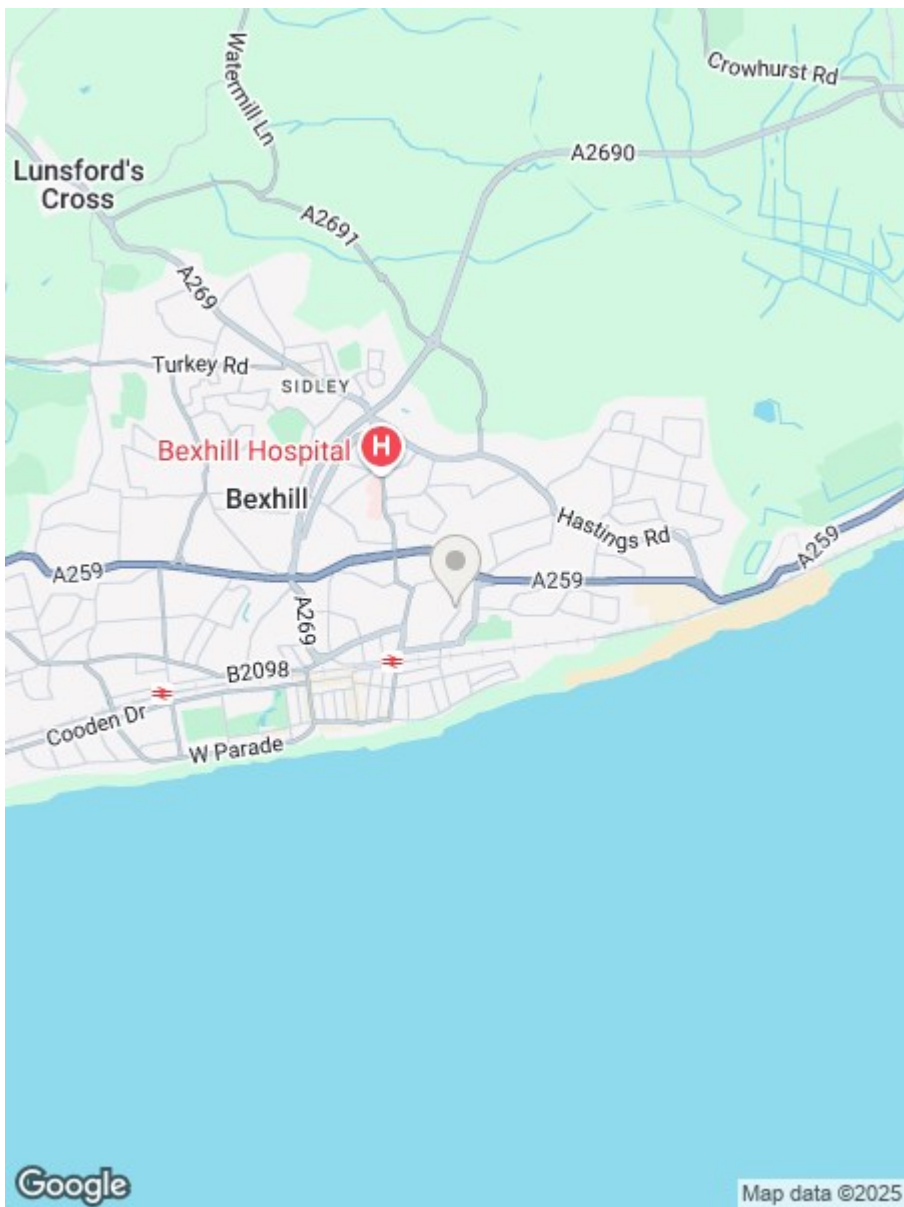 Crowhurst Rd
Watermill Ln
A2690
Lunsford's
Cross
A2691
A269
Turkey Rd
SIDLEY
Bexhill Hospital
H
Bexhill
Hastings Rd
A259
A259
A259
A269
B2098
Cooden Dr
W Parade
Google
Map data ©2025